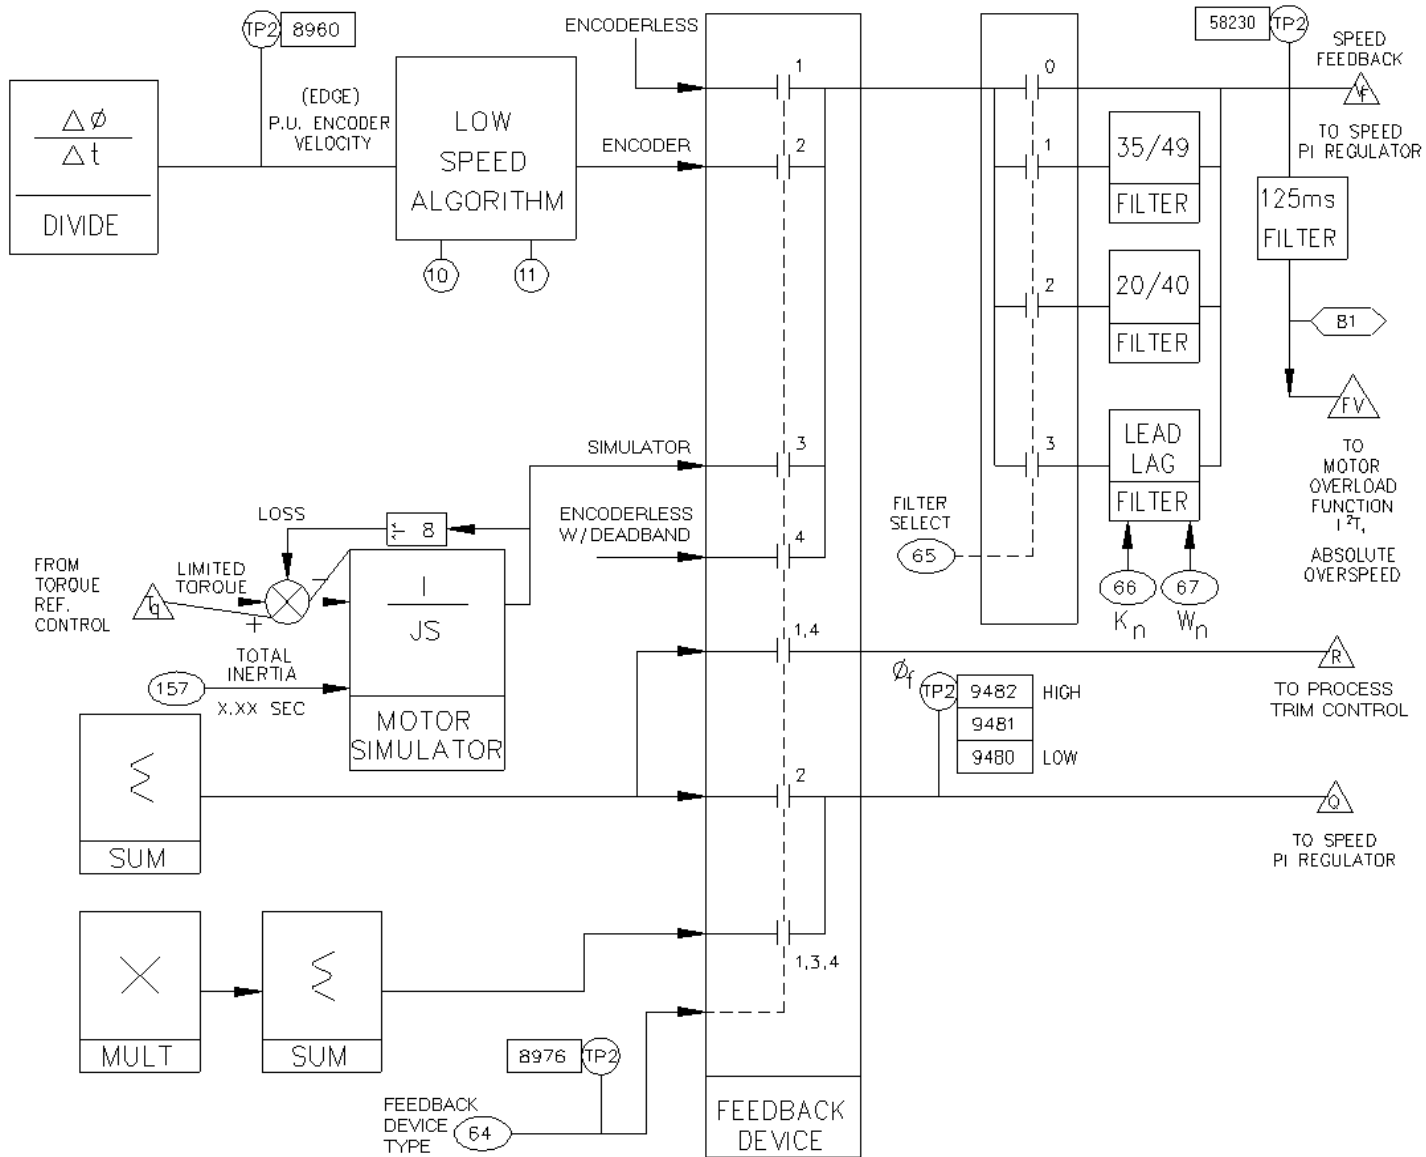 TP2 8960
ENCODERLESS
58230 TP2
SPEED
FEEDBACK
Vf
TO SPEED
PI REGULATOR
Δ Ø
Δ t
DIVIDE
(EDGE)
P.U. ENCODER
VELOCITY
LOW
SPEED
ALGORITHM
10
11
ENCODER
1
2
0
1
35/49
FILTER
125ms
FILTER
2
20/40
FILTER
81
FV
TO
MOTOR
OVERLOAD
FUNCTION
I²T,
ABSOLUTE
OVERSPEED
SIMULATOR
3
3
LEAD
LAG
FILTER
FILTER
SELECT
65
66
67
Kn
Wn
LOSS
÷ 8
ENCODERLESS
W/DEADBAND
4
FROM
TORQUE
REF.
CONTROL
Tq
LIMITED
TORQUE
+
−
I
JS
MOTOR
SIMULATOR
TOTAL
INERTIA
157
X.XX SEC
1,4
R
TO PROCESS
TRIM CONTROL
Øf
TP2
9482 HIGH
9481
9480 LOW
SUM
2
Q
TO SPEED
PI REGULATOR
MULT
SUM
1,3,4
8976 TP2
FEEDBACK
DEVICE
TYPE
64
FEEDBACK
DEVICE